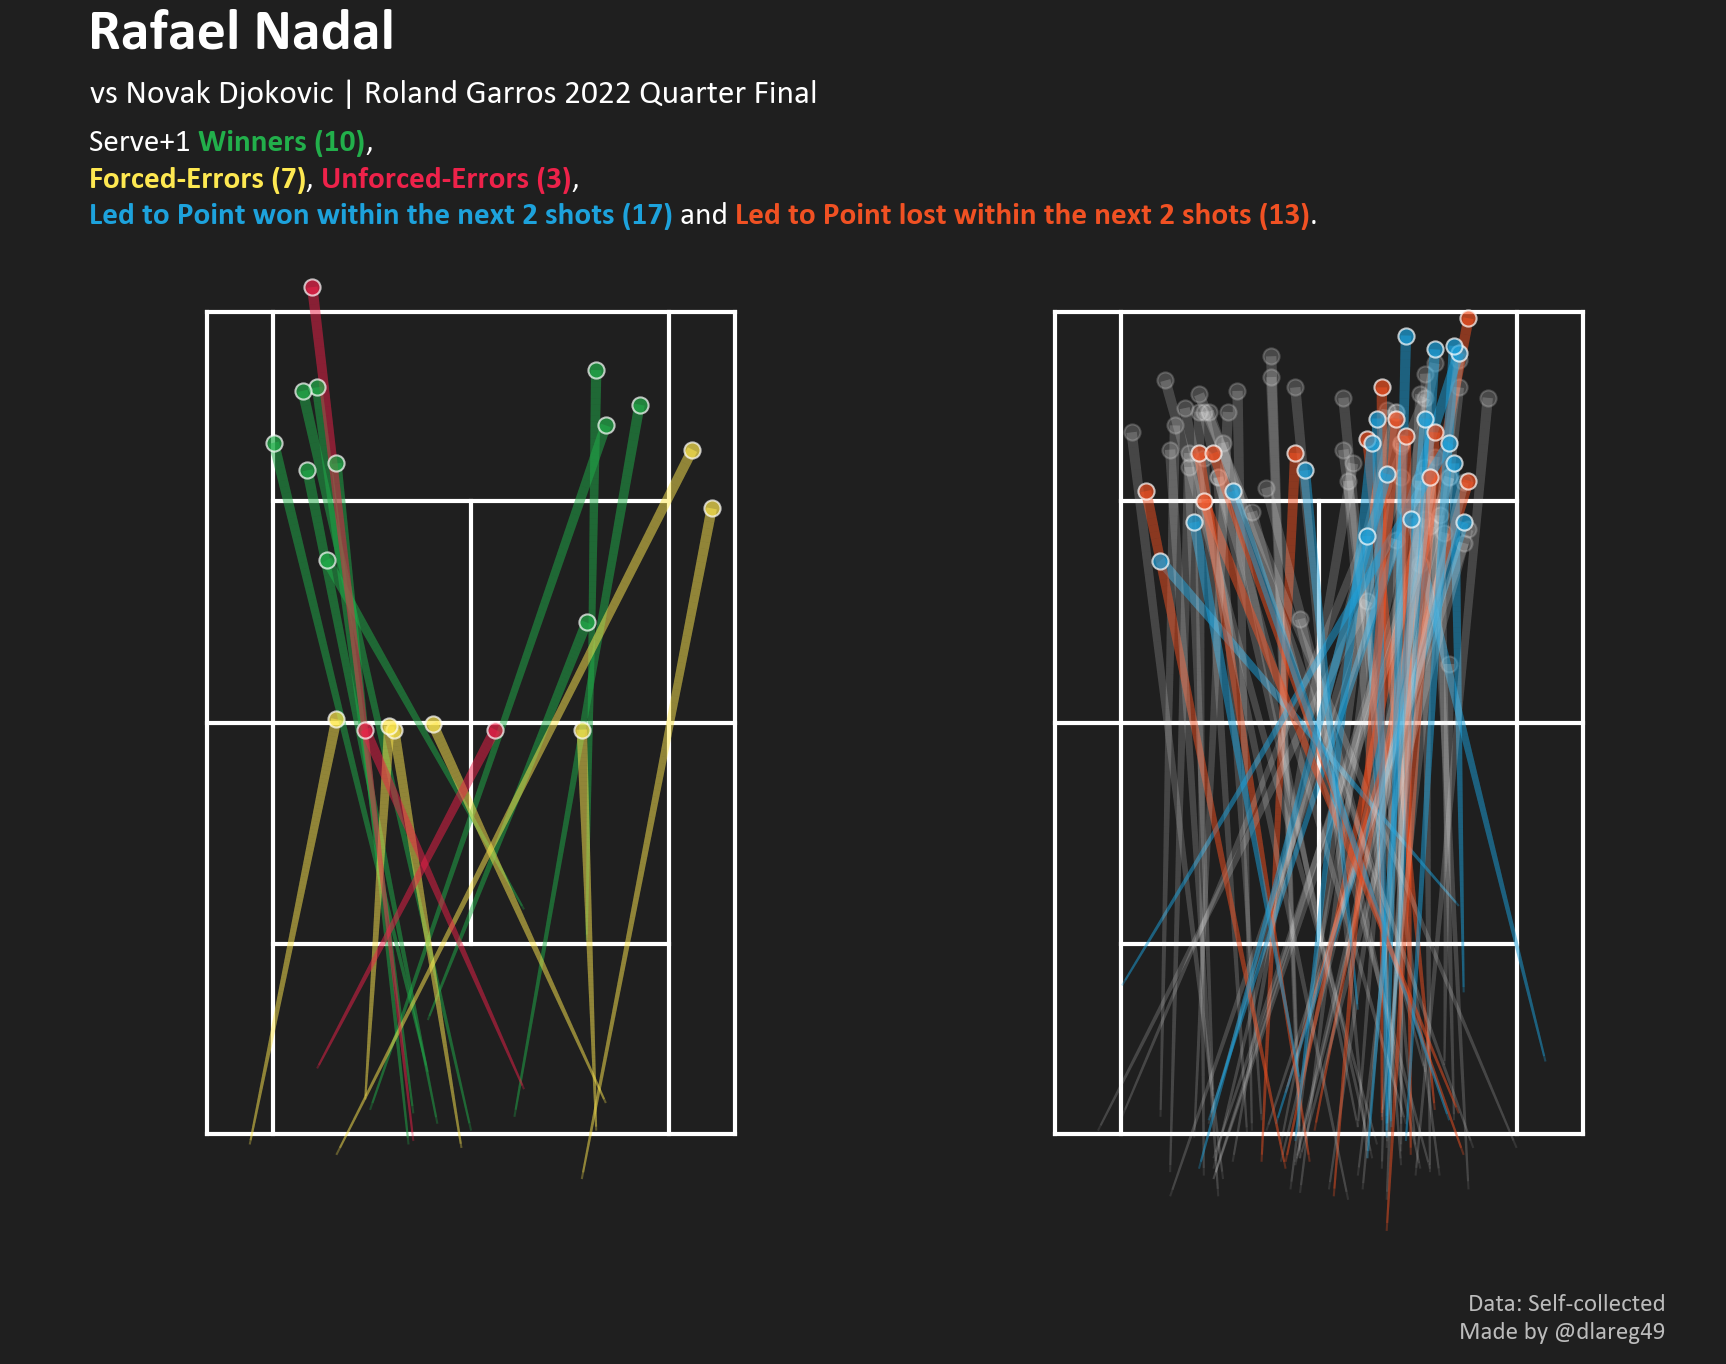 Rafael Nadal
vs Novak Djokovic | Roland Garros 2022 Quarter Final
Serve+1 Winners (10),
Forced-Errors (7), Unforced-Errors (3),
Led to Point won within the next 2 shots (17) and Led to Point lost within the next 2 shots (13).
Data: Self-collected
Made by @dlareg49